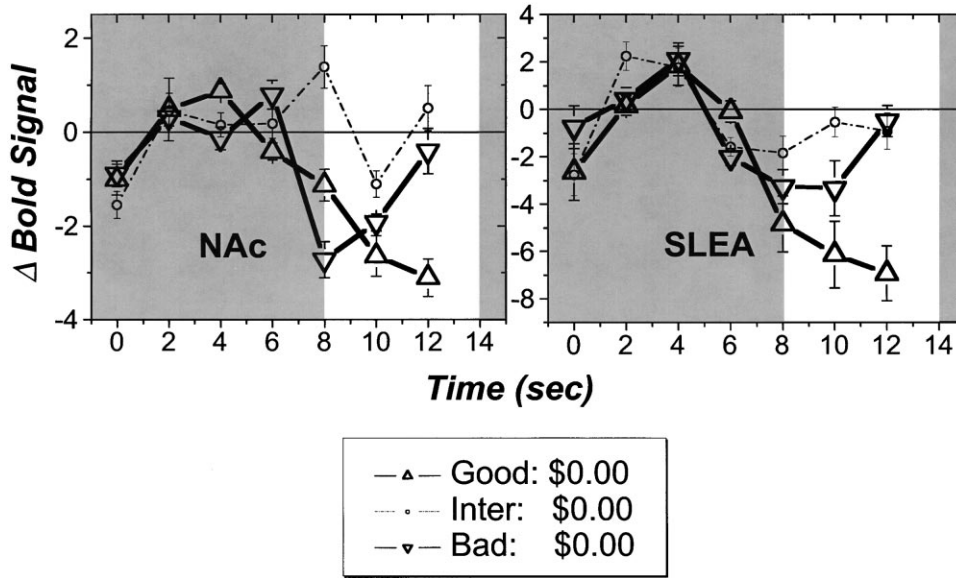 Δ Bold Signal
2
0
-2
-4
NAc
0 2 4 6 8 10 12 14
4
2
0
-2
-4
-6
-8
SLEA
0 2 4 6 8 10 12 14
Time (sec)
Good: $0.00
Inter: $0.00
Bad: $0.00